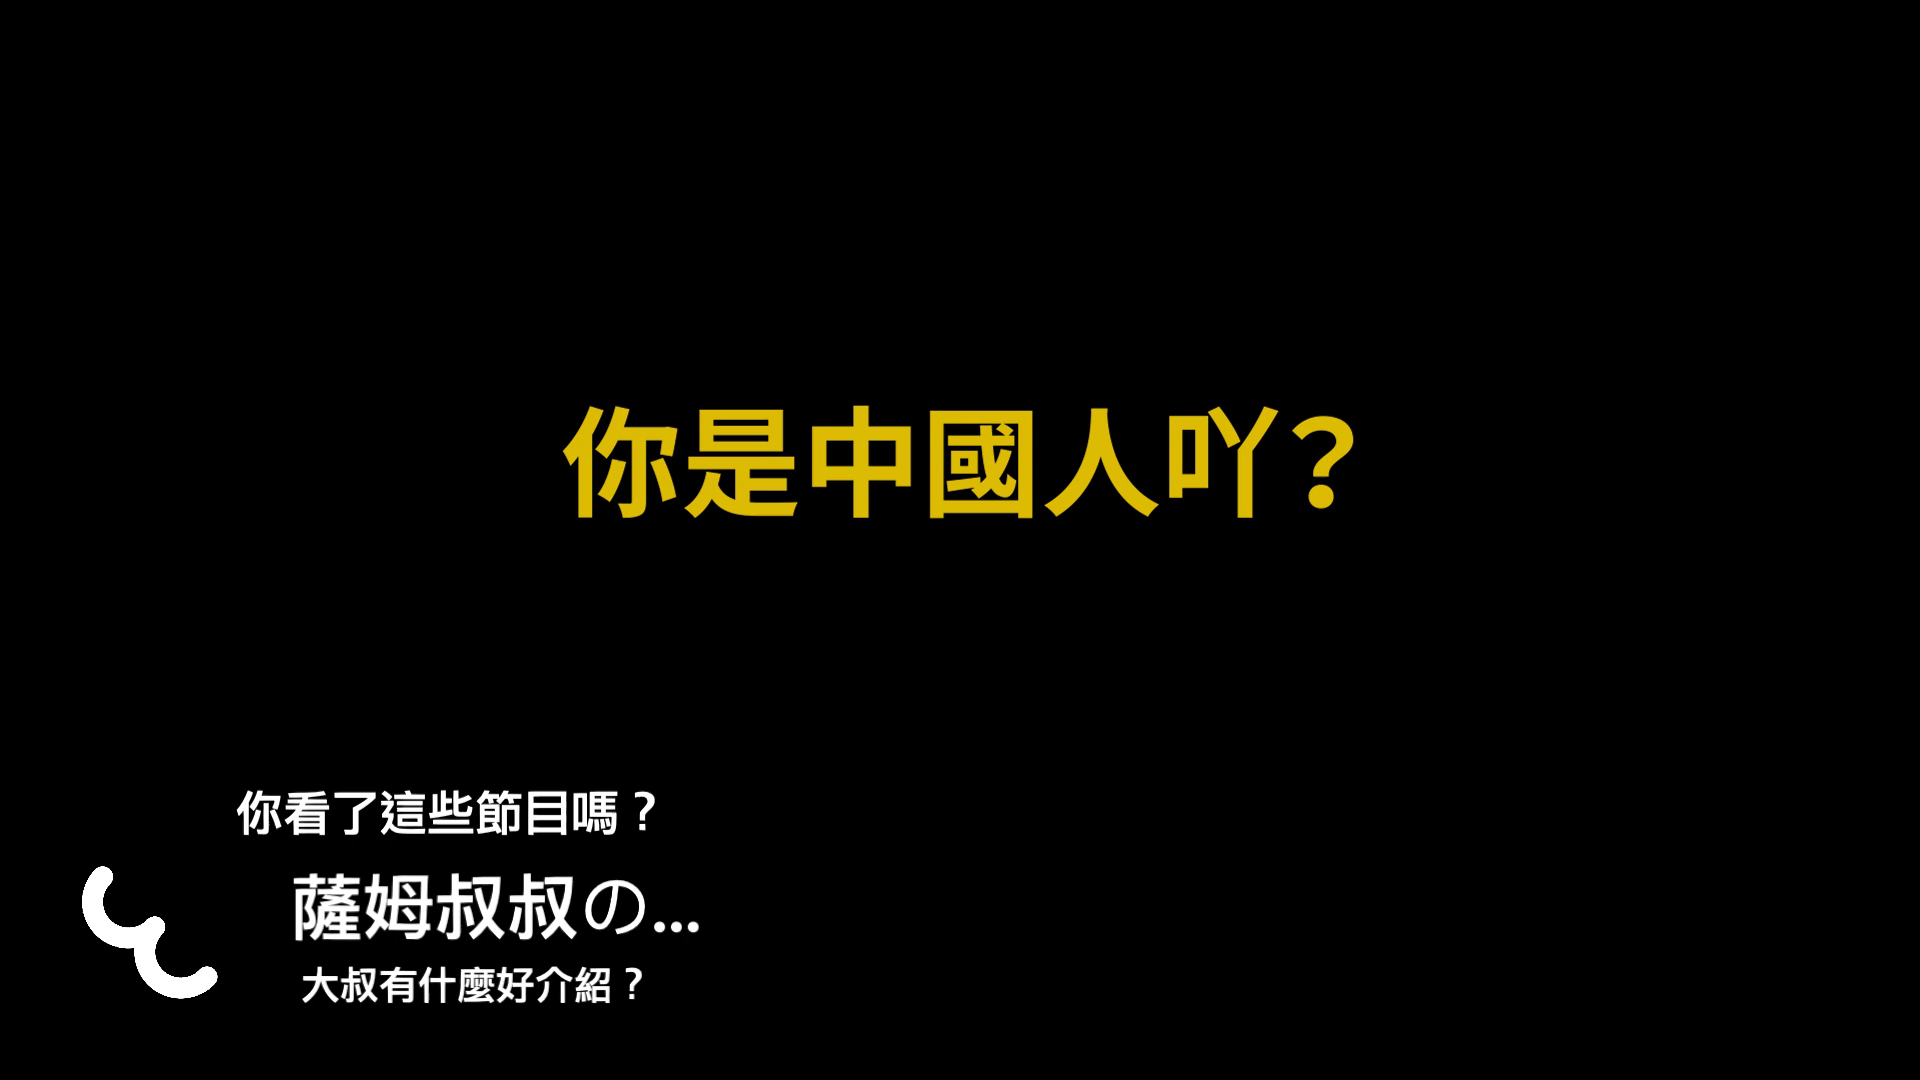 你是中國人吖？
你看了這些節目嗎？
薩姆叔叔の...
大叔有什麼好介紹？